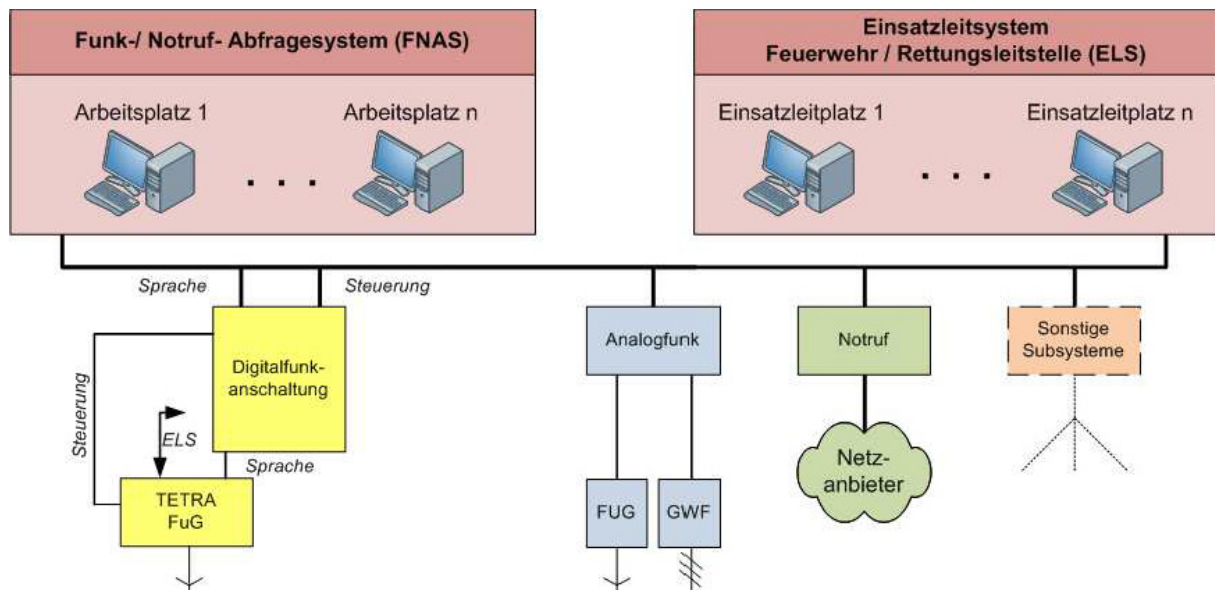 Funk-/ Notruf- Abfragesystem (FNAS)
Arbeitsplatz 1
Arbeitsplatz n
. . .
Einsatzleitsystem
Feuerwehr / Rettungsleitstelle (ELS)
Einsatzleitplatz 1
Einsatzleitplatz n
. . .
Sprache
Steuerung
Digitalfunk-
anschaltung
Steuerung
ELS
Sprache
TETRA
FuG
Analogfunk
FUG
GWF
Notruf
Netz-
anbieter
Sonstige
Subsysteme